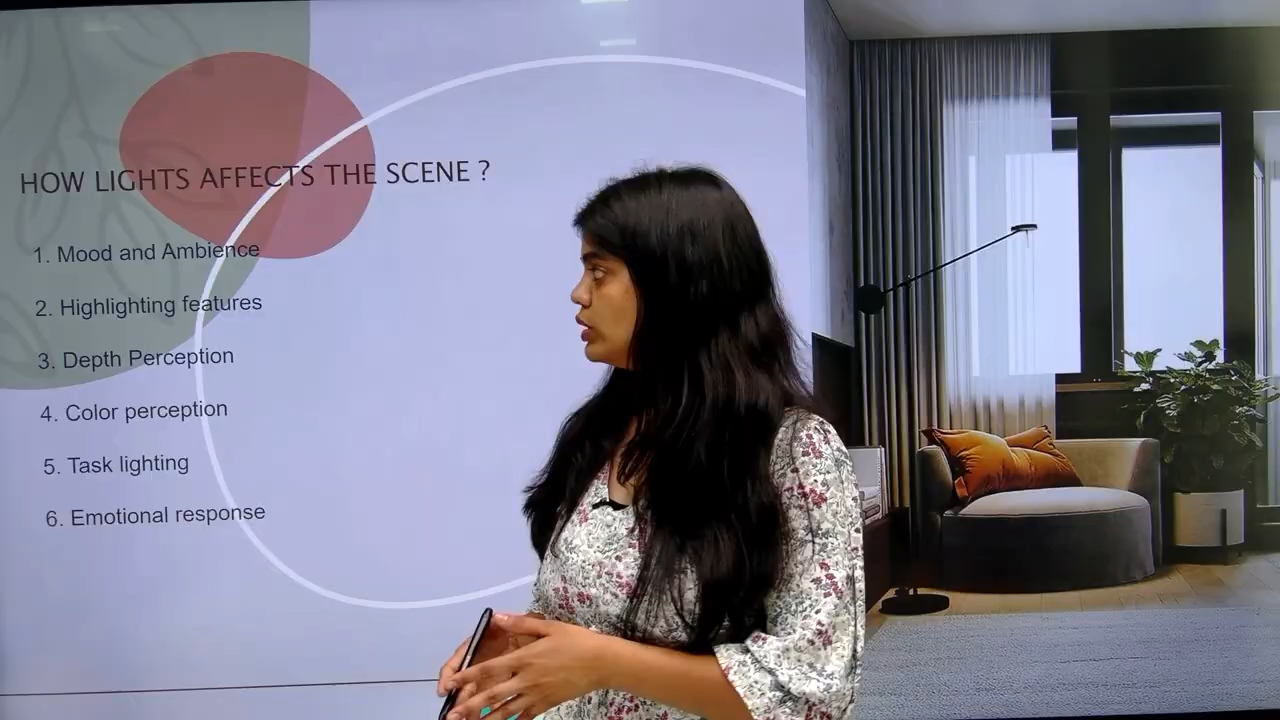 HOW LIGHTS AFFECTS THE SCENE ?
1. Mood and Ambience
2. Highlighting features
3. Depth Perception
4. Color perception
5. Task lighting
6. Emotional response